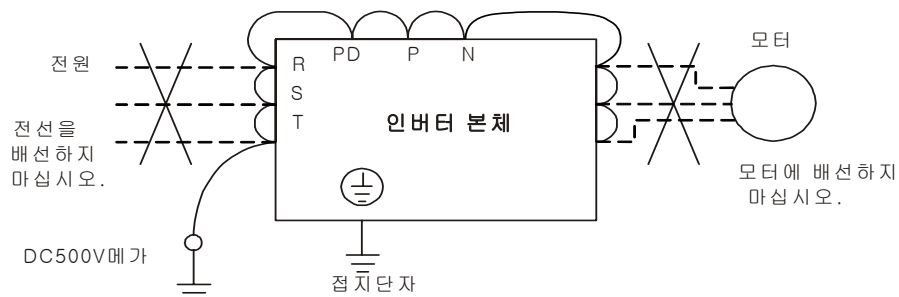 모터
전원
R
PD
P
N
S
T
인버터 본체
전선을
배선하지
마십시오.
모터에 배선하지
마십시오.
DC500V메가
접지단자